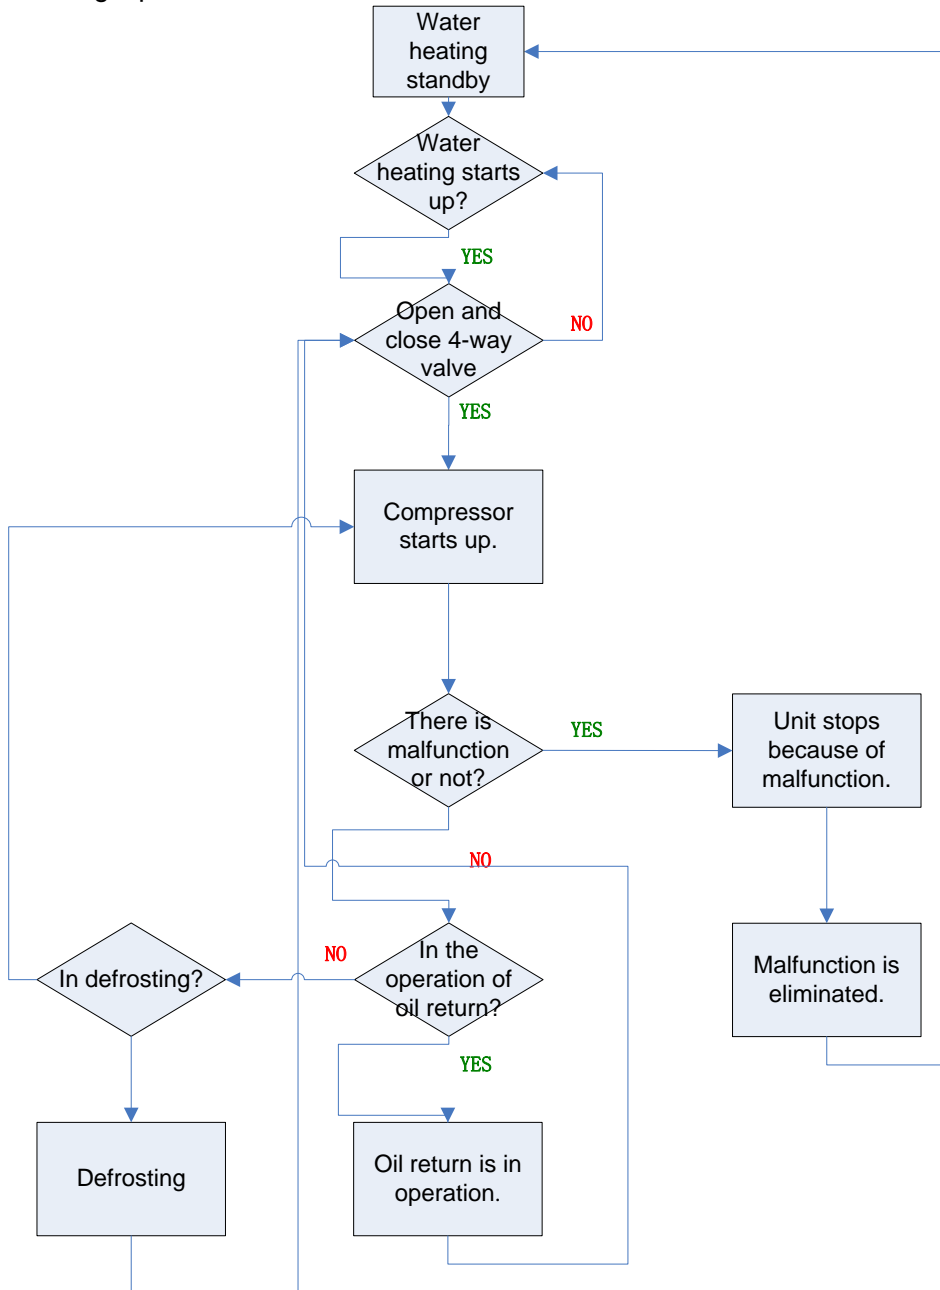 Water
heating
standby
Water
heating starts
up?
YES
Open and
close 4-way
valve
NO
YES
Compressor
starts up.
There is
malfunction
or not?
YES
Unit stops
because of
malfunction.
NO
In defrosting?
NO
In the
operation of
oil return?
Malfunction is
eliminated.
YES
Defrosting
Oil return is in
operation.